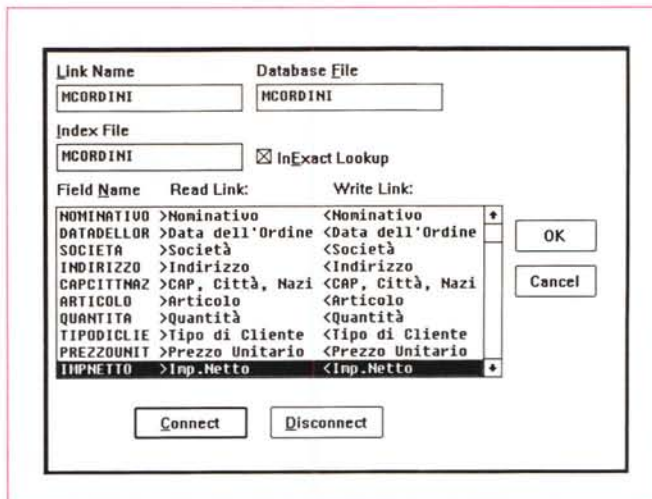 Link Name Database File
MCORDINI MCORDINI
Index File
MCORDINI InExact Lookup
Field Name Read Link: Write Link:
NOMINATIVO >Nominativo <Nominativo
DATADELLOR >Data dell'Ordine <Data dell'Ordine
SOCIETA >Società <Società
INDIRIZZO >Indirizzo <Indirizzo
CAPCITTNAZ >CAP, Città, Nazi <CAP, Città, Nazi
ARTICOLO >Articolo <Articolo
QUANTITA >Quantità <Quantità
TIPODICLIE >Tipo di Cliente <Tipo di Cliente
PREZZOUNIT >Prezzo Unitario <Prezzo Unitario
IMPNETTO >Imp.Netto <Imp.Netto
OK
Cancel
Connect Disconnect